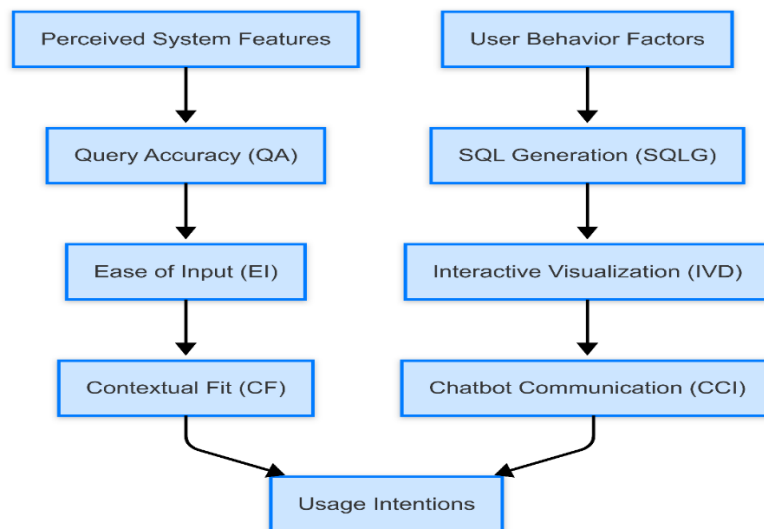 Perceived System Features
User Behavior Factors
Query Accuracy (QA)
SQL Generation (SQLG)
Ease of Input (EI)
Interactive Visualization (IVD)
Contextual Fit (CF)
Chatbot Communication (CCI)
Usage Intentions